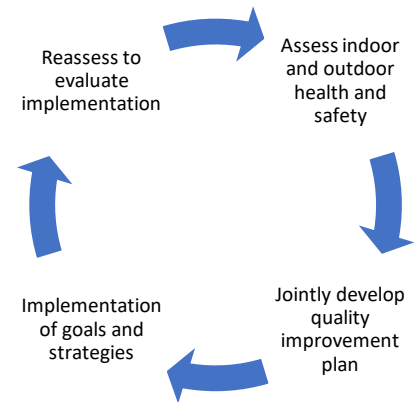 Reassess to
evaluate
implementation
Assess indoor
and outdoor
health and
safety
Jointly develop
quality
improvement
plan
Implementation
of goals and
strategies